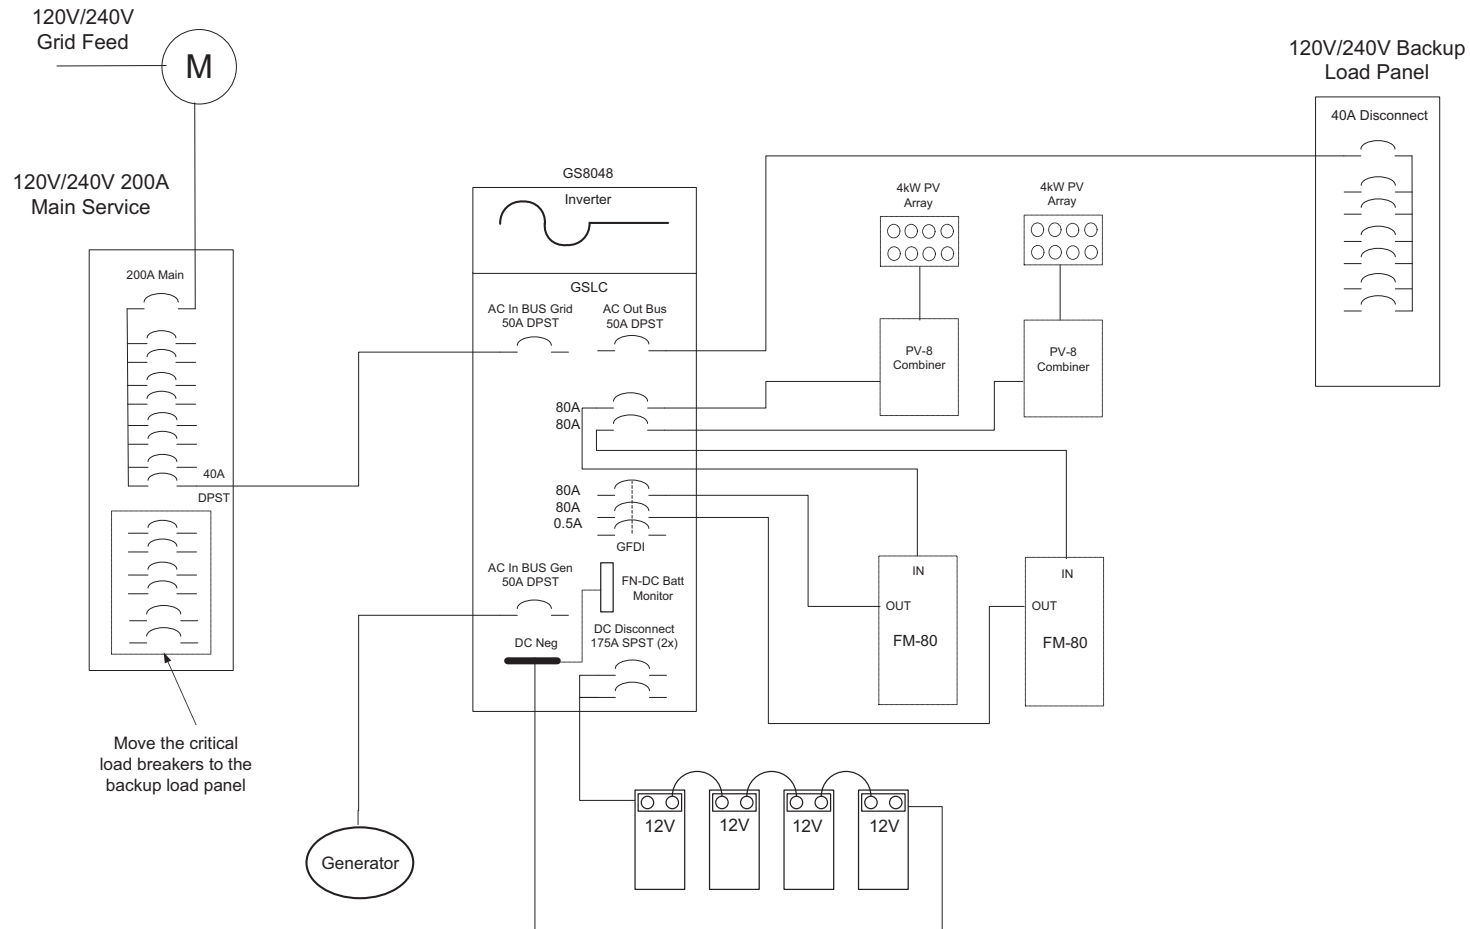 120V/240V
Grid Feed
M
120V/240V 200A
Main Service
200A Main
40A
DPST
Move the critical
load breakers to the
backup load panel
Generator
GS8048
Inverter
GSLC
AC In BUS Grid
50A DPST
AC Out Bus
50A DPST
80A
80A
80A
80A
0.5A
GFDI
AC In BUS Gen
50A DPST
FN-DC Batt
Monitor
DC Neg
DC Disconnect
175A SPST (2x)
12V
12V
12V
12V
4kW PV
Array
4kW PV
Array
PV-8
Combiner
PV-8
Combiner
IN
OUT
FM-80
IN
OUT
FM-80
120V/240V Backup
Load Panel
40A Disconnect